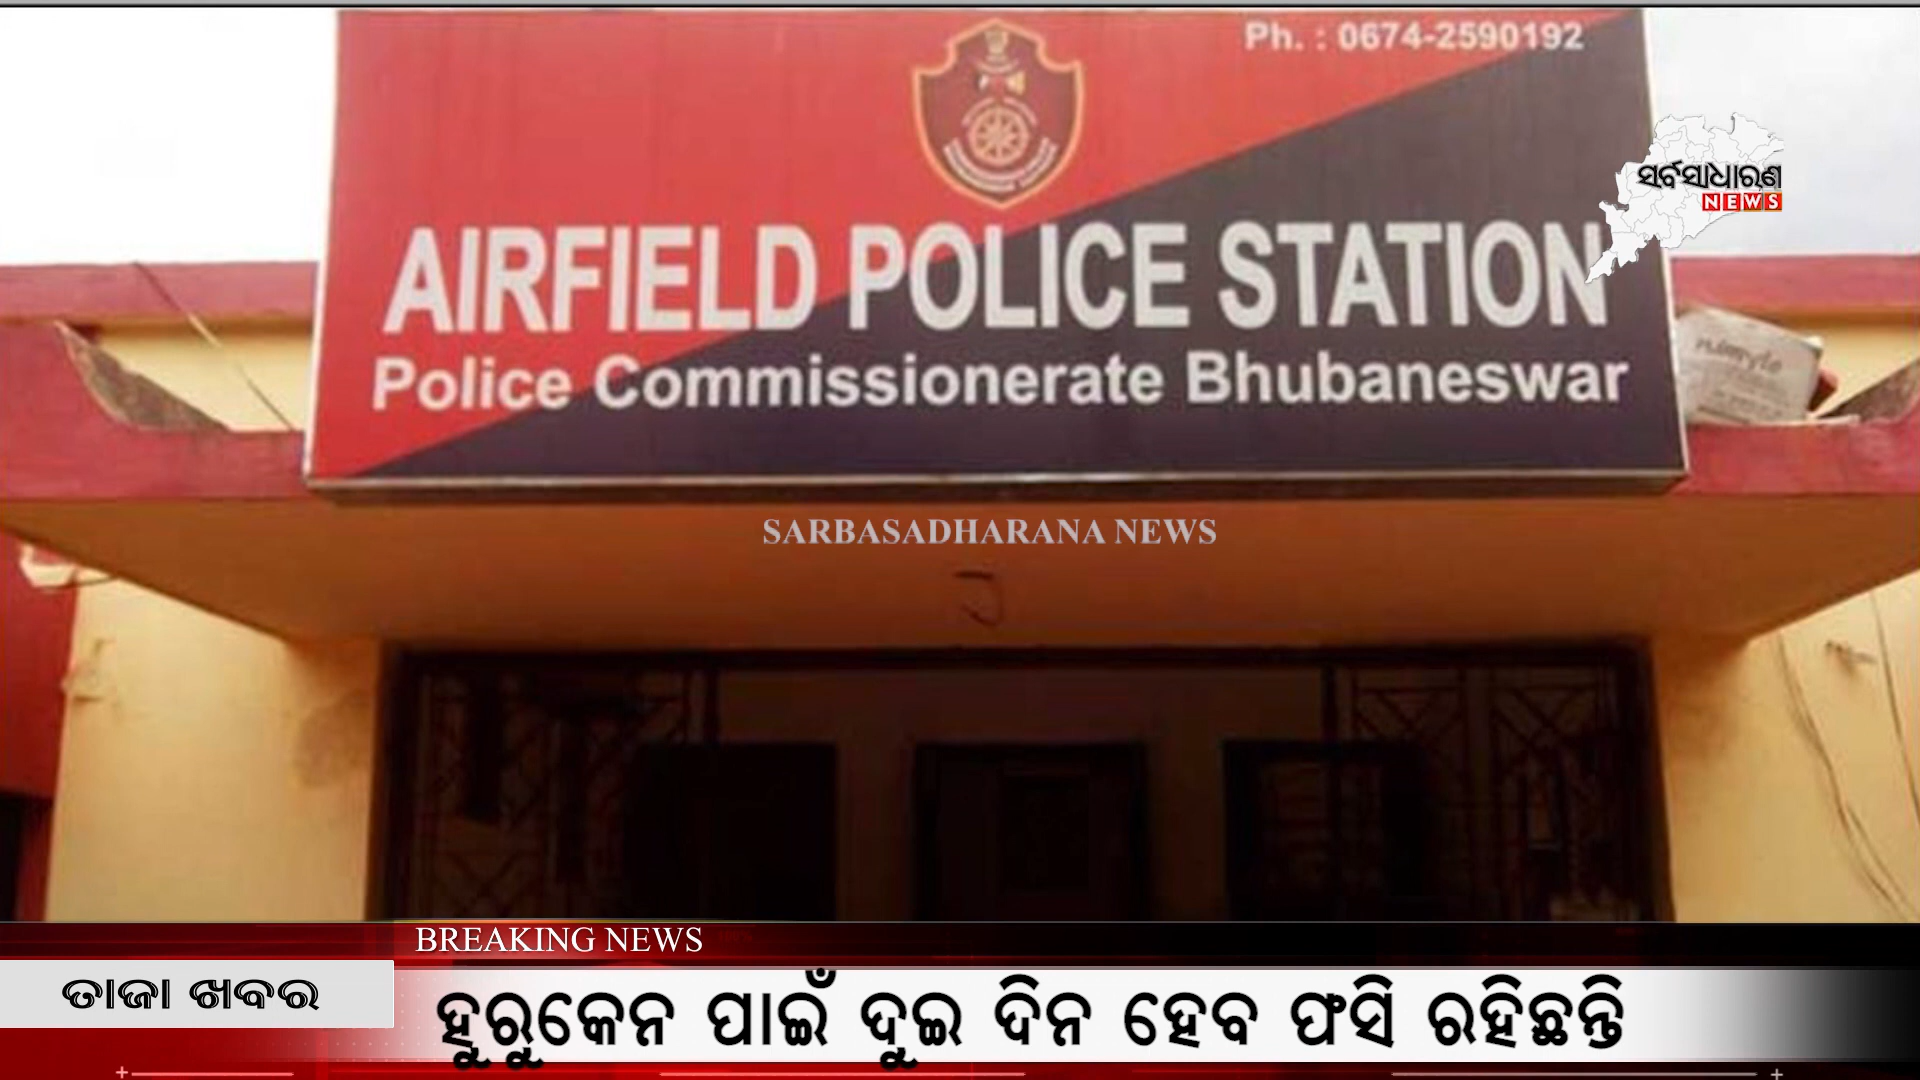 Ph. : 0674-2590192
AIRFIELD POLICE STATION
Police Commissionerate Bhubaneswar
ସର୍ବସାଧାରଣ
NEWS
SARBASADHARANA NEWS
BREAKING NEWS
ତାଜା ଖବର
ହୁରୁକେନ ପାଇଁ ଦୁଇ ଦିନ ହେବ ଫସି ରହିଛନ୍ତି